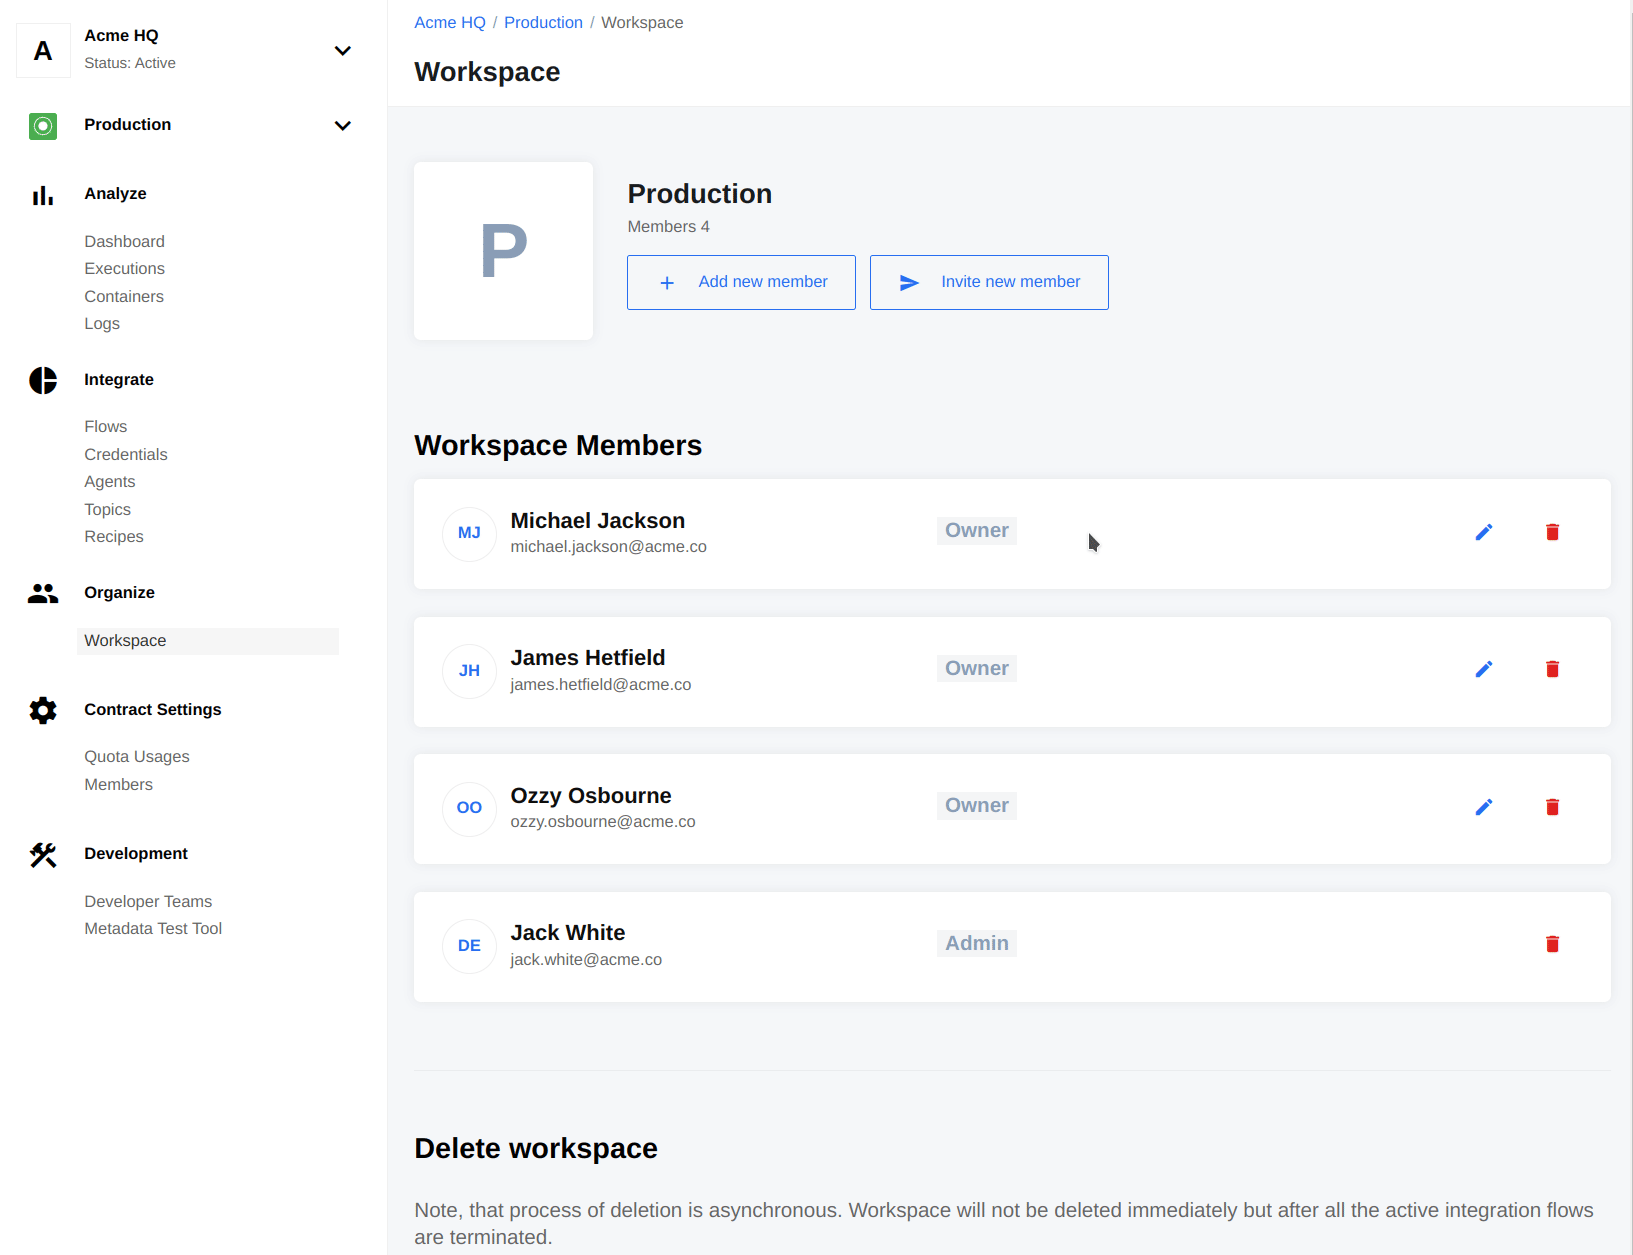 A
Acme HQ
Status: Active
Production
Analyze
Dashboard
Executions
Containers
Logs
Integrate
Flows
Credentials
Agents
Topics
Recipes
Organize
Workspace
Contract Settings
Quota Usages
Members
Development
Developer Teams
Metadata Test Tool
Acme HQ / Production / Workspace
Workspace
P
Production
Members 4
Add new member
Invite new member
Workspace Members
MJ
Michael Jackson
michael.jackson@acme.co
Owner
JH
James Hetfield
james.hetfield@acme.co
Owner
OO
Ozzy Osbourne
ozzy.osbourne@acme.co
Owner
DE
Jack White
jack.white@acme.co
Admin
Delete workspace
Note, that process of deletion is asynchronous. Workspace will not be deleted immediately but after all the active integration flows
are terminated.